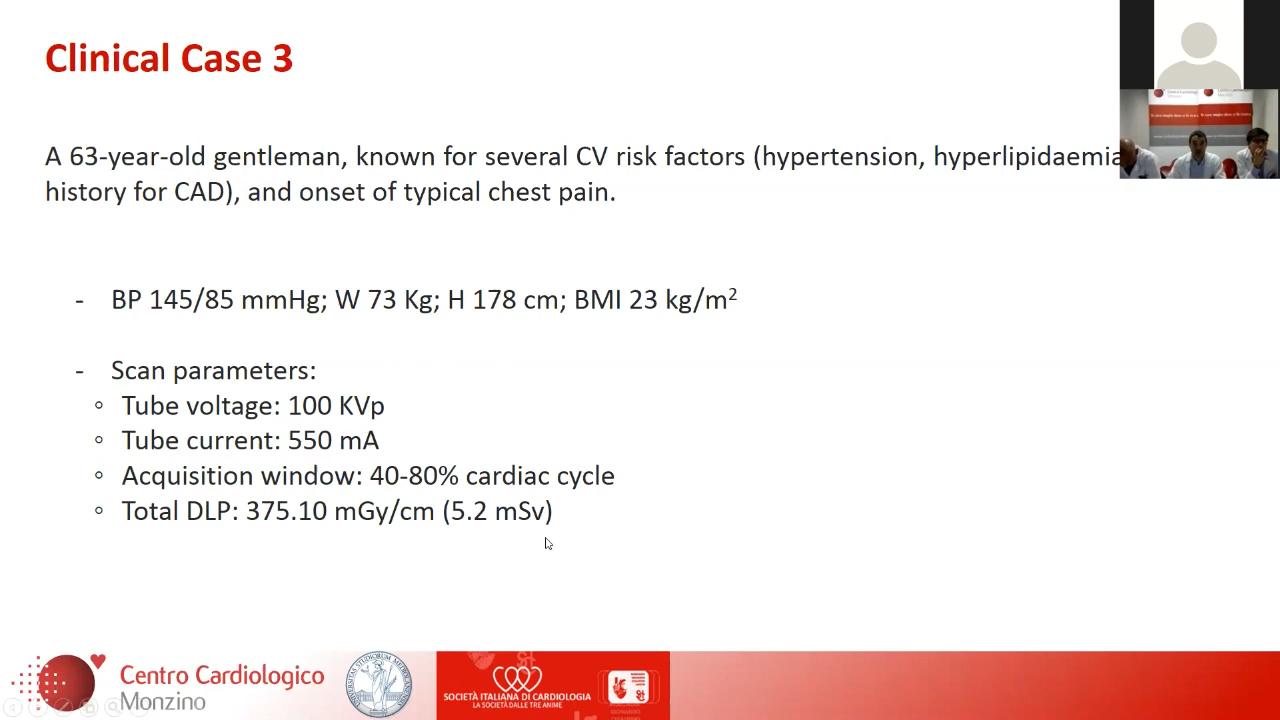 Clinical Case 3
A 63-year-old gentleman, known for several CV risk factors (hypertension, hyperlipidaemia
history for CAD), and onset of typical chest pain.
- BP 145/85 mmHg; W 73 Kg; H 178 cm; BMI 23 kg/m²
- Scan parameters:
◦ Tube voltage: 100 KVp
◦ Tube current: 550 mA
◦ Acquisition window: 40-80% cardiac cycle
◦ Total DLP: 375.10 mGy/cm (5.2 mSv)
Centro Cardiologico
Monzino
SOCIETÀ ITALIANA DI CARDIOLOGIA
LA SOCIETÀ DALLE TRE ANIME